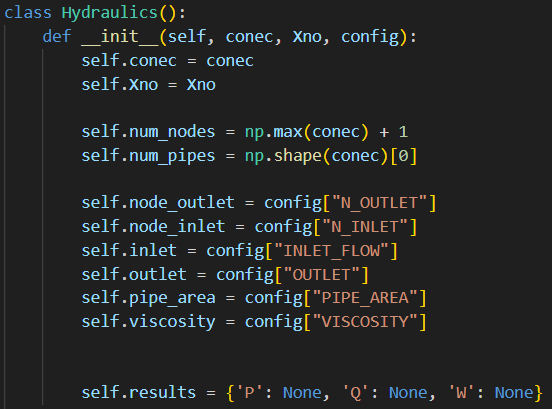 class Hydraulics():
    def __init__(self, conec, Xno, config):
        self.conec = conec
        self.Xno = Xno
        self.num_nodes = np.max(conec) + 1
        self.num_pipes = np.shape(conec)[0]
        self.node_outlet = config["N_OUTLET"]
        self.node_inlet = config["N_INLET"]
        self.inlet = config["INLET_FLOW"]
        self.outlet = config["OUTLET"]
        self.pipe_area = config["PIPE_AREA"]
        self.viscosity = config["VISCOSITY"]
        self.results = {'P': None, 'Q': None, 'W': None}